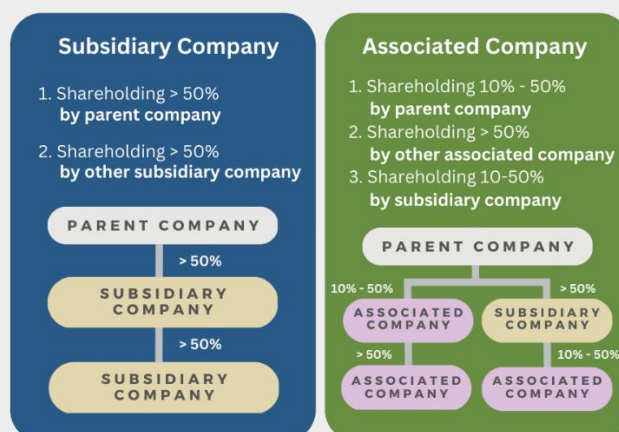 Subsidiary Company
1. Shareholding > 50%
by parent company
2. Shareholding > 50%
by other subsidiary company
PARENT COMPANY
> 50%
SUBSIDIARY
COMPANY
> 50%
SUBSIDIARY
COMPANY
Associated Company
1. Shareholding 10% - 50%
by parent company
2. Shareholding > 50%
by other associated company
3. Shareholding 10-50%
by subsidiary company
PARENT COMPANY
10% - 50%
> 50%
ASSOCIATED
COMPANY
SUBSIDIARY
COMPANY
> 50%
10% - 50%
ASSOCIATED
COMPANY
ASSOCIATED
COMPANY